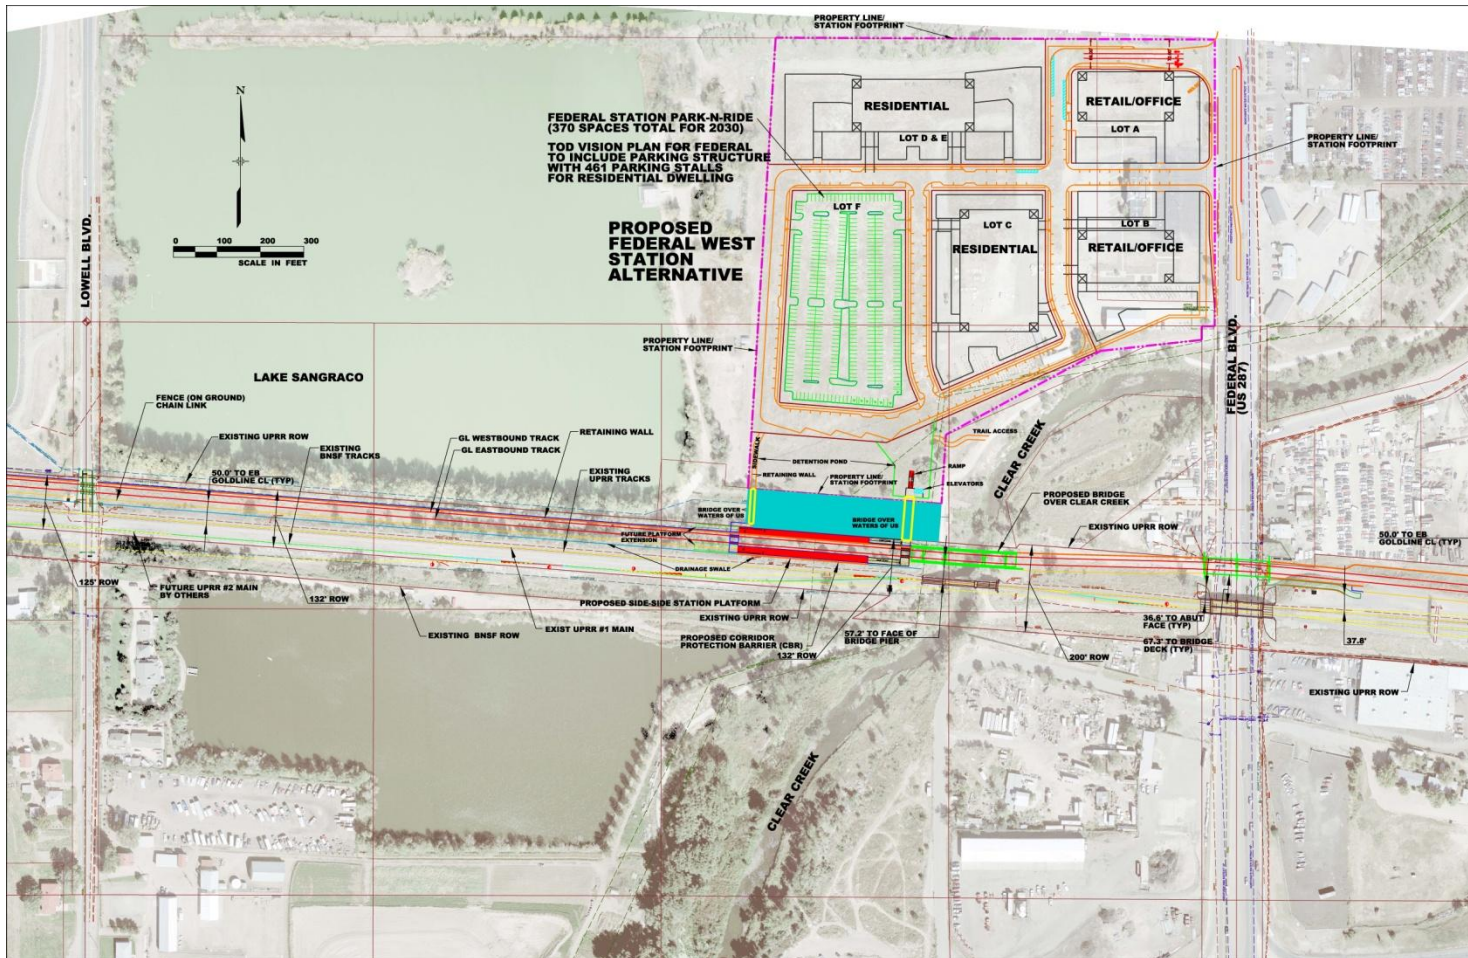 PROPERTY LINE/
STATION FOOTPRINT
N
FEDERAL STATION PARK-N-RIDE
(370 SPACES TOTAL FOR 2030)
TOD VISION PLAN FOR FEDERAL
TO INCLUDE PARKING STRUCTURE
WITH 461 PARKING STALLS
FOR RESIDENTIAL DWELLING
RESIDENTIAL
LOT D & E
RETAIL/OFFICE
LOT A
PROPERTY LINE/
STATION FOOTPRINT
PROPOSED
FEDERAL WEST
STATION
ALTERNATIVE
LOT F
LOT C
RESIDENTIAL
LOT B
RETAIL/OFFICE
0 100 200 300
SCALE IN FEET
LOWELL BLVD.
PROPERTY LINE/
STATION FOOTPRINT
FEDERAL BLVD.
(US 287)
LAKE SANGRACO
FENCE (ON GROUND)
CHAIN LINK
EXISTING UPRR ROW
EXISTING
BNSF TRACKS
50.0' TO EB
GOLDLINE CL (TYP)
GL WESTBOUND TRACK
GL EASTBOUND TRACK
RETAINING WALL
EXISTING
UPRR TRACKS
SIDEWALK
DETENTION POND
RETAINING WALL
PROPERTY LINE/
STATION FOOTPRINT
RAMP
ELEVATORS
TRAIL ACCESS
CLEAR CREEK
BRIDGE OVER
WATERS OF US
BRIDGE OVER
WATERS OF US
PROPOSED BRIDGE
OVER CLEAR CREEK
EXISTING UPRR ROW
50.0' TO EB
GOLDLINE CL (TYP)
FUTURE PLATFORM
EXTENSION
DRAINAGE SWALE
125' ROW
FUTURE UPRR #2 MAIN
BY OTHERS
132' ROW
EXISTING BNSF ROW
EXIST UPRR #1 MAIN
PROPOSED SIDE-SIDE STATION PLATFORM
EXISTING UPRR ROW
PROPOSED CORRIDOR
PROTECTION BARRIER (CBR)
132' ROW
57.2' TO FACE OF
BRIDGE PIER
200' ROW
36.6' TO ABUT
FACE (TYP)
67.3' TO BRIDGE
DECK (TYP)
37.8'
EXISTING UPRR ROW
CLEAR CREEK